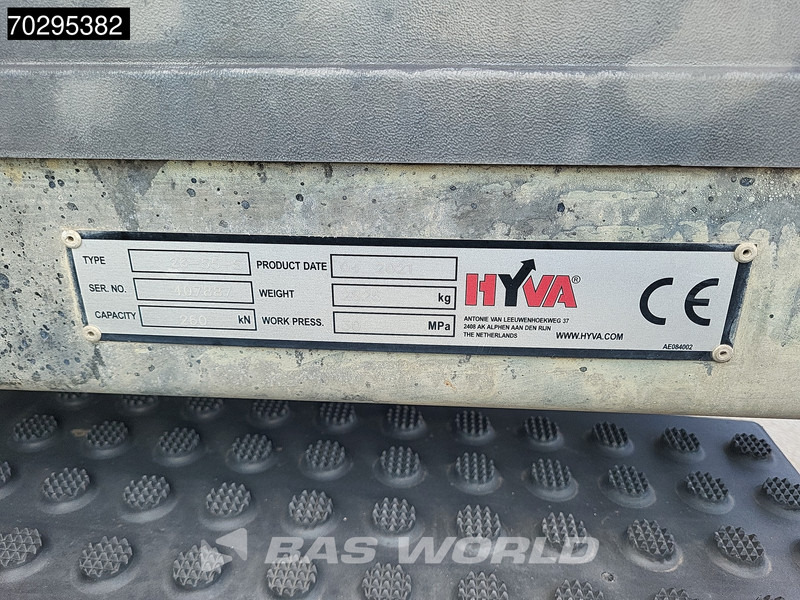 70295382
TYPE
PRODUCT DATE
SER. NO.
WEIGHT kg
CAPACITY 260 kN
WORK PRESS. MPa
HYVA®
ANTONIE VAN LEEUWENHOEKWEG 37
2408 AK ALPHEN AAN DEN RIJN
THE NETHERLANDS
WWW.HYVA.COM
CE
AE084002
BAS WORLD